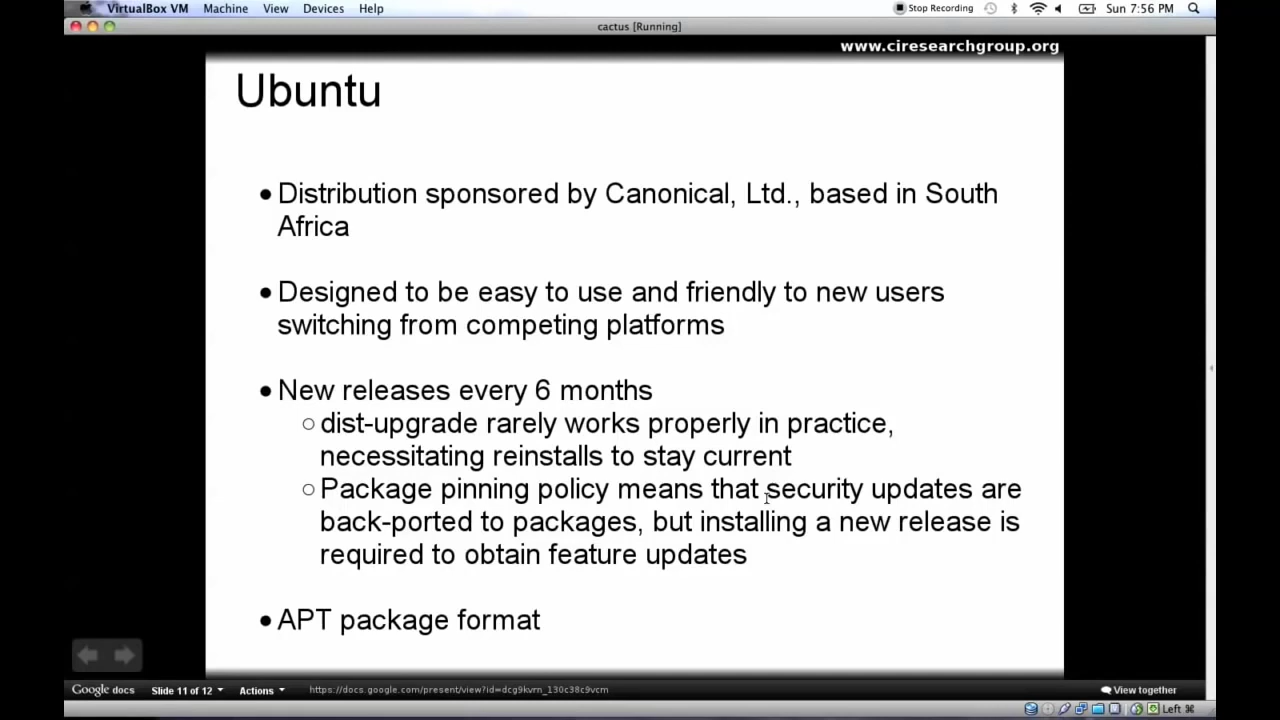 VirtualBox VM Machine View Devices Help Stop Recording Sun 7:56 PM
cactus [Running]
www.ciresearchgroup.org
Ubuntu
● Distribution sponsored by Canonical, Ltd., based in South
Africa
● Designed to be easy to use and friendly to new users
switching from competing platforms
● New releases every 6 months
○ dist-upgrade rarely works properly in practice,
necessitating reinstalls to stay current
○ Package pinning policy means that security updates are
back-ported to packages, but installing a new release is
required to obtain feature updates
● APT package format
Google docs Slide 11 of 12 Actions https://docs.google.com/present/view?id=dcg9kvrn_130c38c9vcm View together
Left ⌘